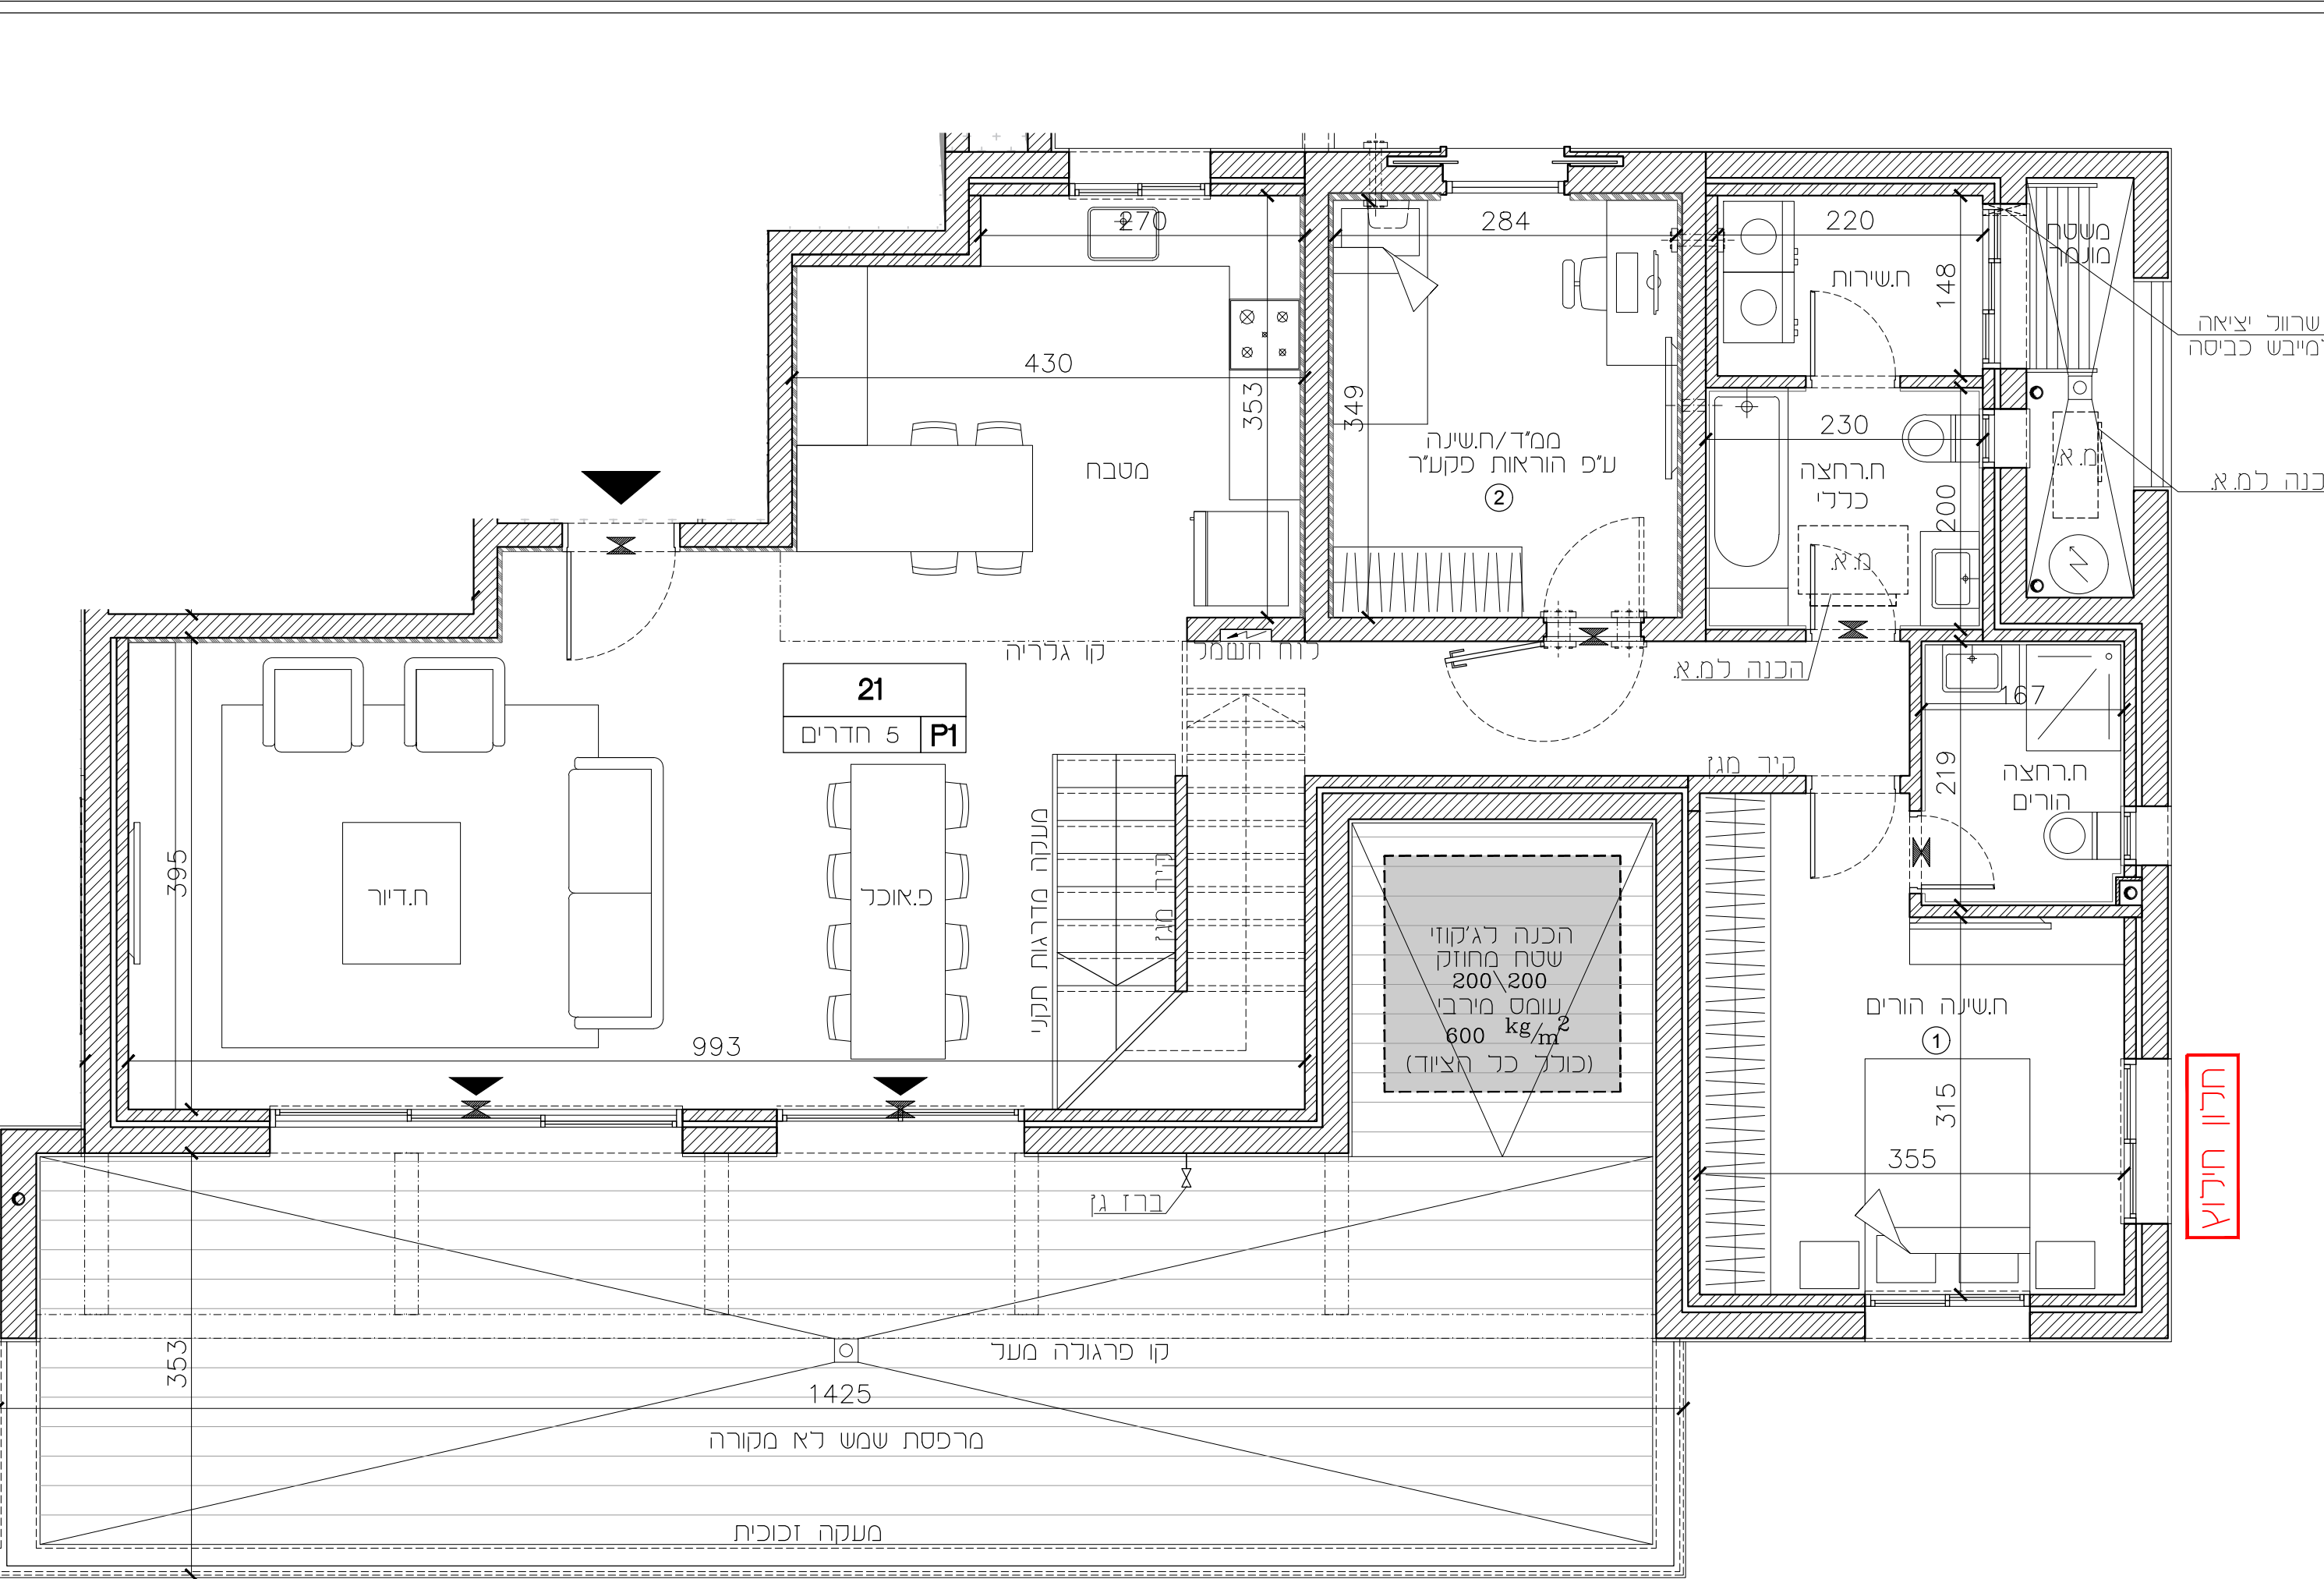 270
284
220
משטח
מונמך
ח.שירות
148
שרוול יציאה
למייבש כביסה
430
353
349
ממ"ד/ח.שינה
ע"פ הוראות פקע"ר
2
230
ח.רחצה
כללי
200
מ.א.
מ.א.
הכנה למ.א.
מטבח
קו גלריה
לוח חשמל
הכנה למ.א.
21
5 חדרים
P1
167
219
ח.רחצה
הורים
קיר מגן
395
ח.דיור
פ.אוכל
מעקה מדרגות תקני
קיר מגן
הכנה לג'קוזי
שטח מחוזק
200\200
עומס מירבי
600 kg/m2
(כולל כל הציוד)
ח.שינה הורים
1
993
315
355
חלון חילוץ
ברז גן
קו פרגולה מעל
353
1425
מרפסת שמש לא מקורה
מעקה זכוכית